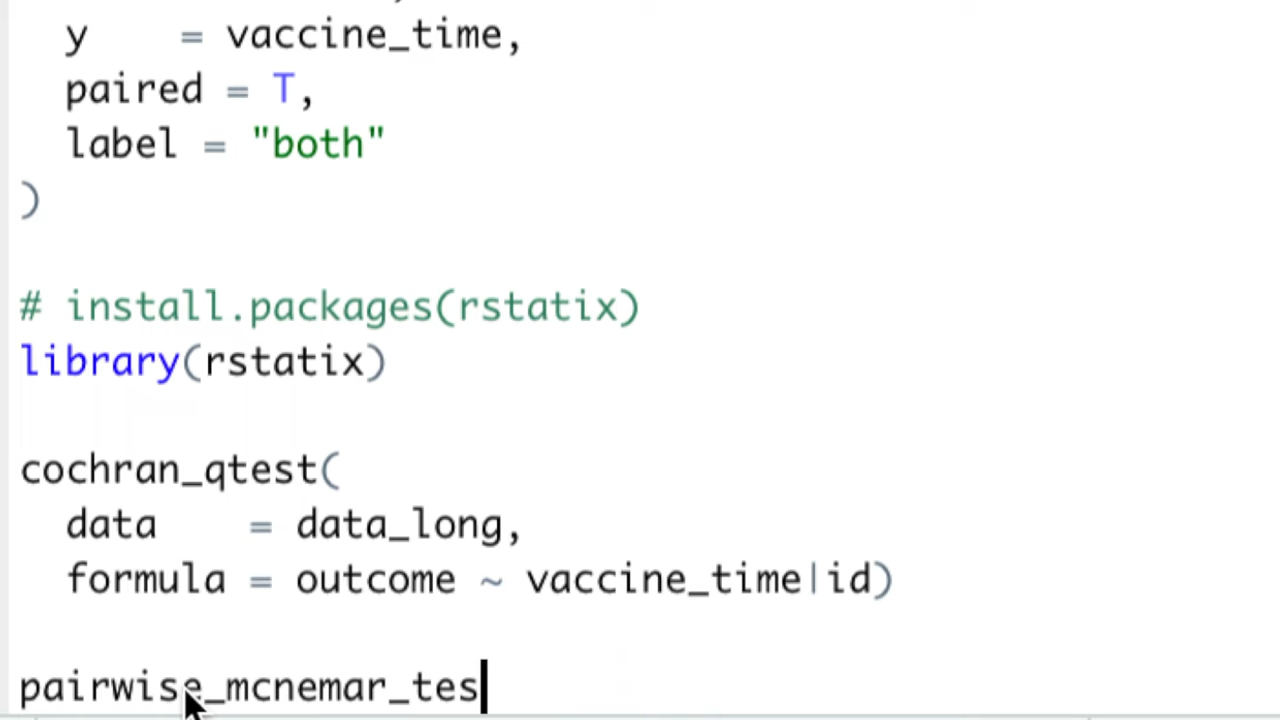 y    = vaccine_time,
paired = T,
label = "both"
)
# install.packages(rstatix)
library(rstatix)
cochran_qtest(
data    = data_long,
formula = outcome ~ vaccine_time|id)
pairwise_mcnemar_tes